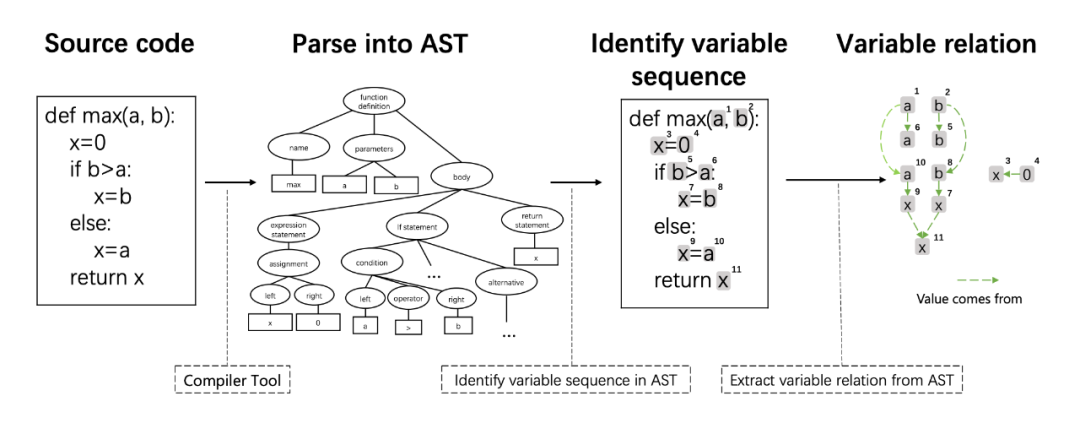 Source code
Parse into AST
Identify variable
sequence
Variable relation
def max(a, b):
x=0
if b>a:
x=b
else:
x=a
return x
function
definition
name
parameters
body
max
a
b
expression
statement
If statement
return
statement
x
assignment
condition
...
alternative
left
right
left
operator
right
x
0
a
>
b
...
def max(a, b):
1 2
x=0
3 4
if b>a:
5 6
x=b
7 8
else:
x=a
9 10
return x
11
1 2
a b
6 5
a b
10 8 3 4
a b x 0
9 7
x x
11
x
Value comes from
Compiler Tool
Identify variable sequence in AST
Extract variable relation from AST